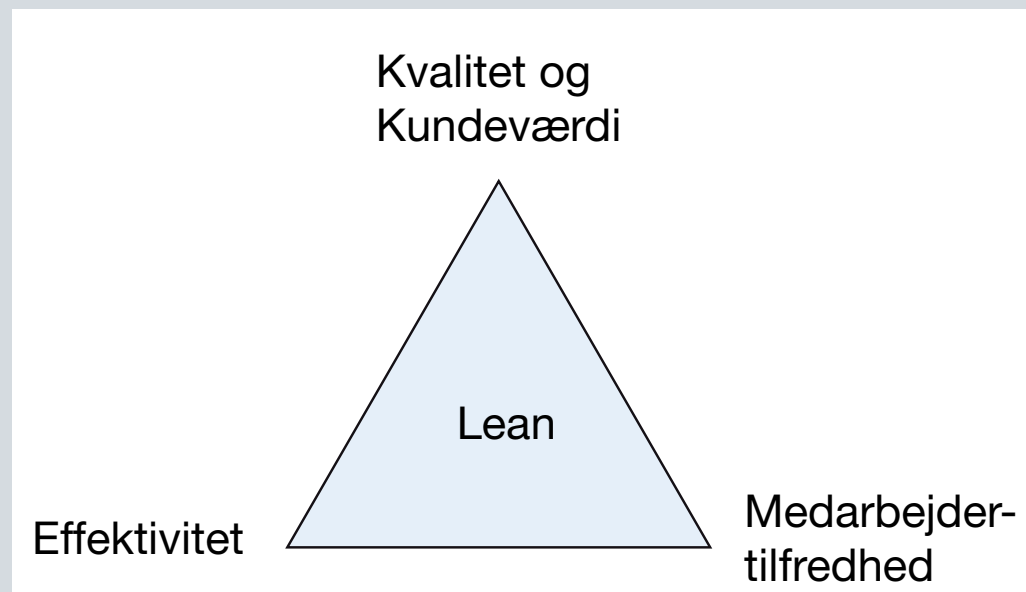 Kvalitet og
Kundeværdi
Lean
Effektivitet
Medarbejder-
tilfredhed